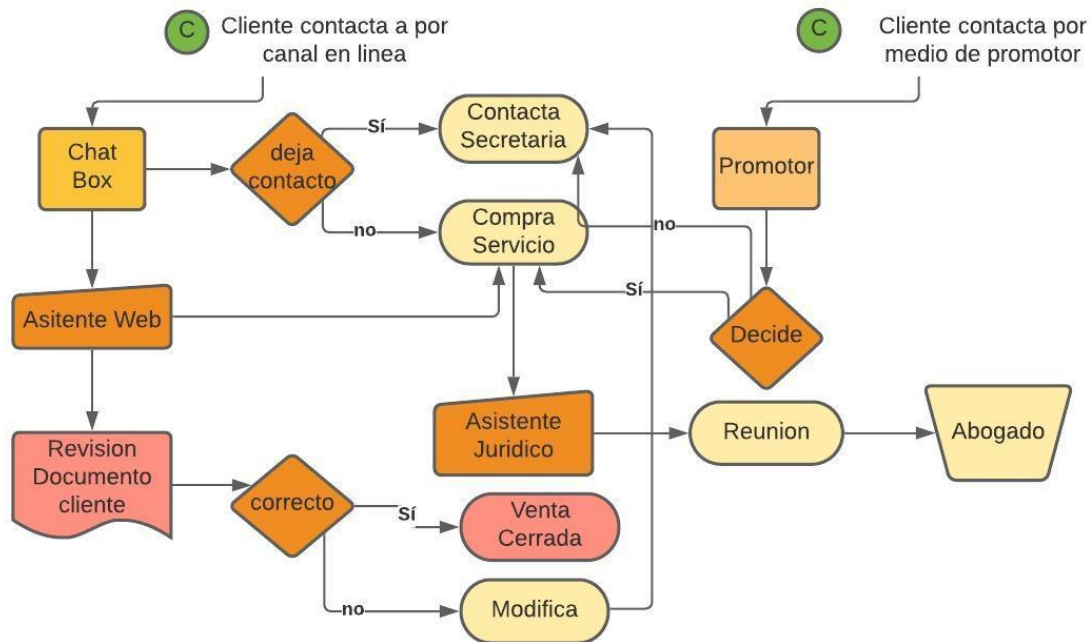 C
Cliente contacta a por
canal en linea
C
Cliente contacta por
medio de promotor
Chat
Box
deja
contacto
Sí
no
Contacta
Secretaria
Compra
Servicio
Promotor
no
Sí
Decide
Asitente Web
Asistente
Juridico
Reunion
Abogado
Revision
Documento
cliente
correcto
Sí
Venta
Cerrada
no
Modifica